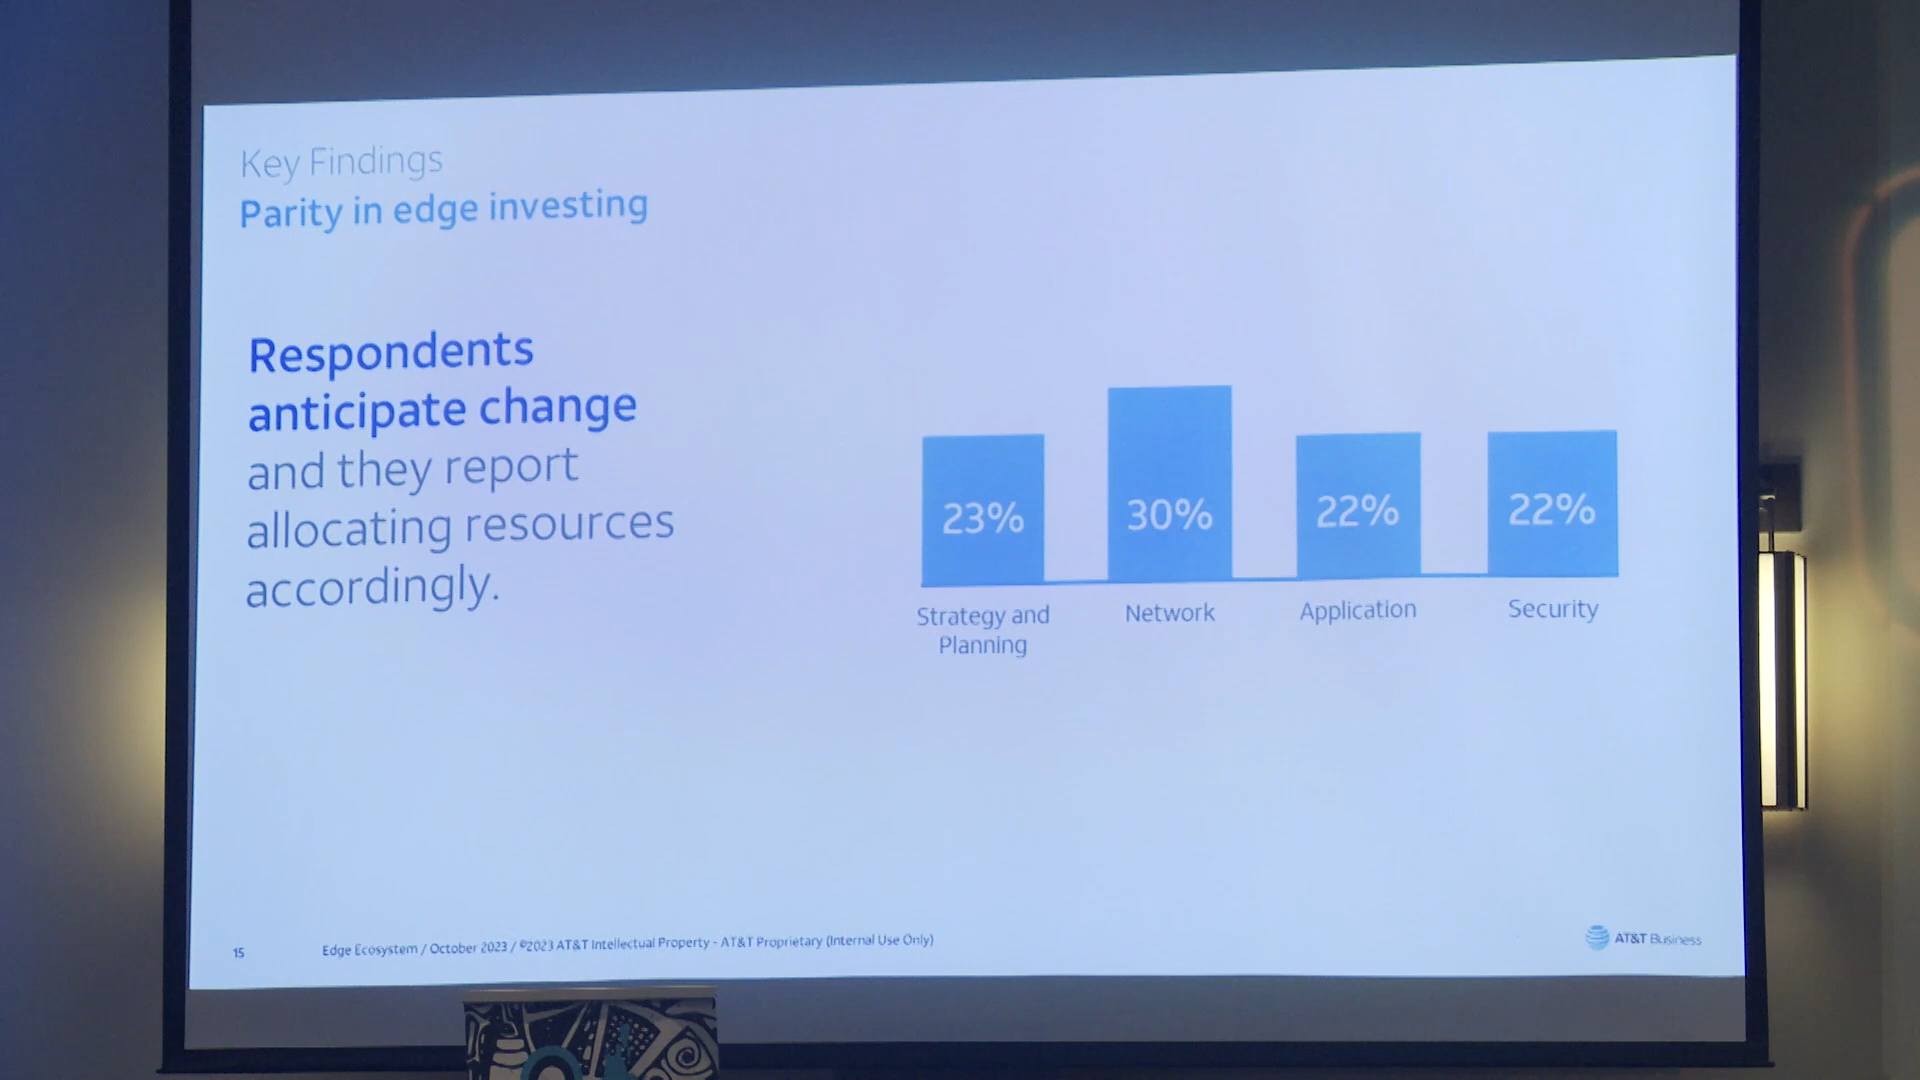 Key Findings
Parity in edge investing
Respondents
anticipate change
and they report
allocating resources
accordingly.
23%
30%
22%
22%
Strategy and
Planning
Network
Application
Security
15
Edge Ecosystem / October 2023 / ©2023 AT&T Intellectual Property - AT&T Proprietary (Internal Use Only)
AT&T Business